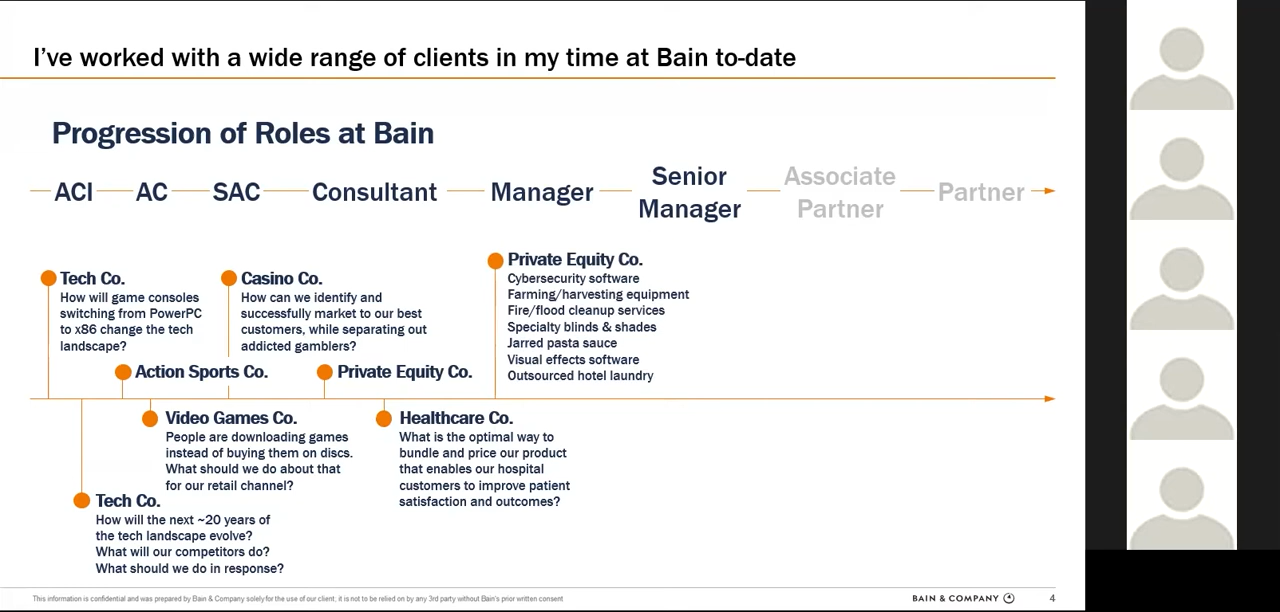 I've worked with a wide range of clients in my time at Bain to-date
Progression of Roles at Bain
ACI
AC
SAC
Consultant
Manager
Senior
Manager
Associate
Partner
Partner
Tech Co.
How will game consoles
switching from PowerPC
to x86 change the tech
landscape?
Casino Co.
How can we identify and
successfully market to our best
customers, while separating out
addicted gamblers?
Private Equity Co.
Cybersecurity software
Farming/harvesting equipment
Fire/flood cleanup services
Specialty blinds & shades
Jarred pasta sauce
Visual effects software
Outsourced hotel laundry
Action Sports Co.
Private Equity Co.
Video Games Co.
People are downloading games
instead of buying them on discs.
What should we do about that
for our retail channel?
Healthcare Co.
What is the optimal way to
bundle and price our product
that enables our hospital
customers to improve patient
satisfaction and outcomes?
Tech Co.
How will the next ~20 years of
the tech landscape evolve?
What will our competitors do?
What should we do in response?
This information is confidential and was prepared by Bain & Company solely for the use of our client; it is not to be relied on by any 3rd party without Bain's prior written consent
BAIN & COMPANY
4